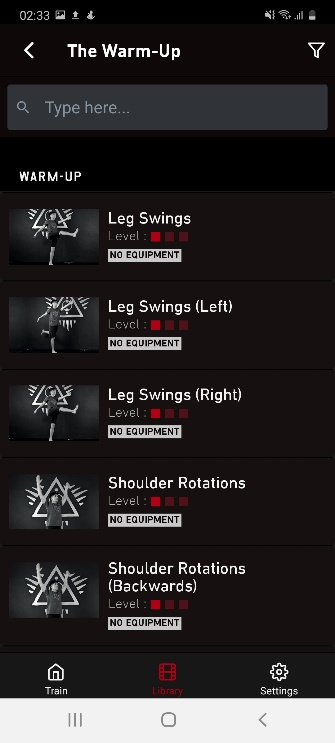 02:33
The Warm-Up
Type here...
WARM-UP
Leg Swings
Level :
NO EQUIPMENT
Leg Swings (Left)
Level :
NO EQUIPMENT
Leg Swings (Right)
Level :
NO EQUIPMENT
Shoulder Rotations
Level :
NO EQUIPMENT
Shoulder Rotations
(Backwards)
Level :
NO EQUIPMENT
Train
Library
Settings